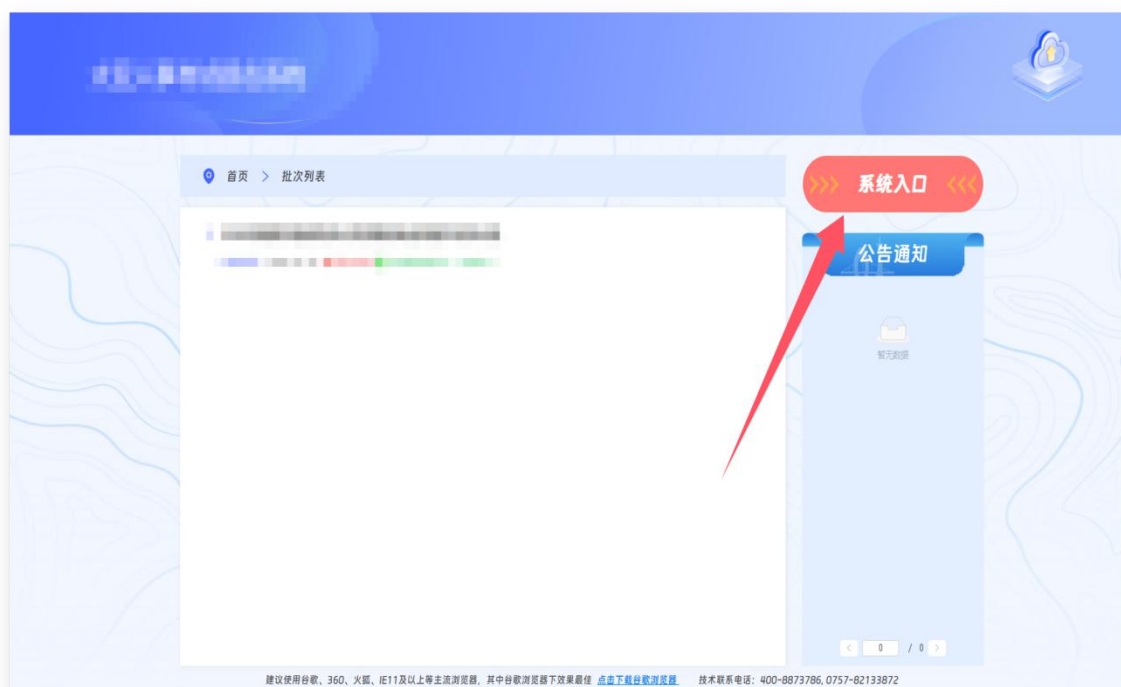 首页 > 批次列表
>>> 系统入口 <<<
公告通知
暂无数据
< 0 / 0 >
建议使用谷歌、360、火狐、IE11及以上等主流浏览器，其中谷歌浏览器下效果最佳 点击下载谷歌浏览器 技术联系电话：400-8873786,0757-82133872